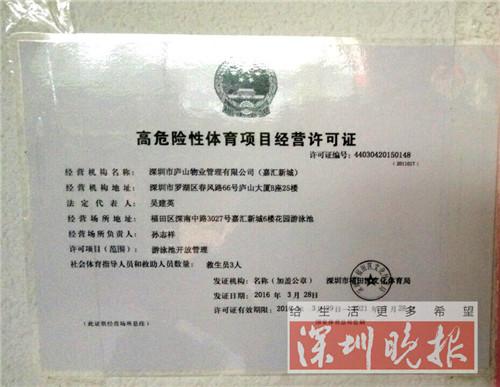 高危险性体育项目经营许可证
许可证编号：44030420150148
经营机构名称：深圳市庐山物业管理有限公司（嘉汇新城）
经营机构地址：深圳市罗湖区春风路66号庐山大厦B座25楼
法定代表人：吴建英
经营场所地址：福田区深南中路3027号嘉汇新城6楼花园游泳池
经营场所负责人：孙志祥
许可项目（范围）：游泳池开放管理
社会体育指导人员和救助人员数量：救生员3人
发证机构：名称（加盖公章）深圳市福田区文化体育局
发证日期：2016年3月28日
许可证有效期限：
（此证悬挂经营场所悬挂）
给生活更多希望
深圳晚报